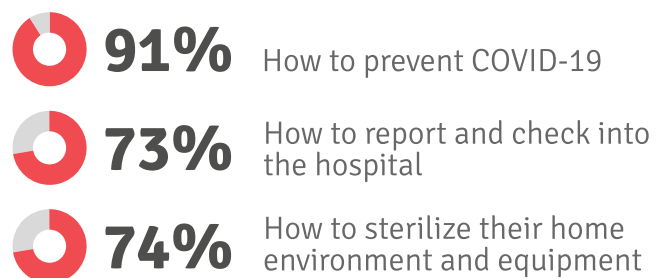 91% How to prevent COVID-19
73% How to report and check into
the hospital
74% How to sterilize their home
environment and equipment